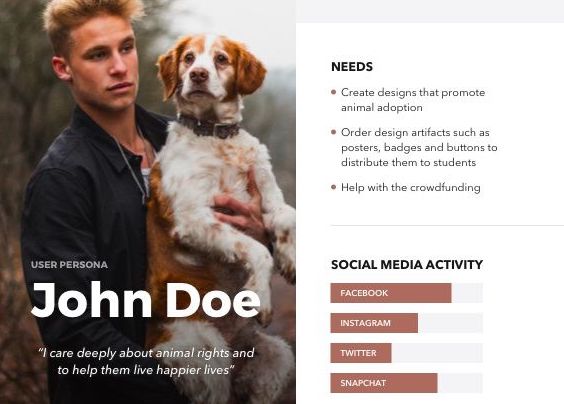 USER PERSONA
John Doe
“I care deeply about animal rights and
to help them live happier lives”
NEEDS
Create designs that promote
animal adoption
Order design artifacts such as
posters, badges and buttons to
distribute them to students
Help with the crowdfunding
SOCIAL MEDIA ACTIVITY
FACEBOOK
INSTAGRAM
TWITTER
SNAPCHAT